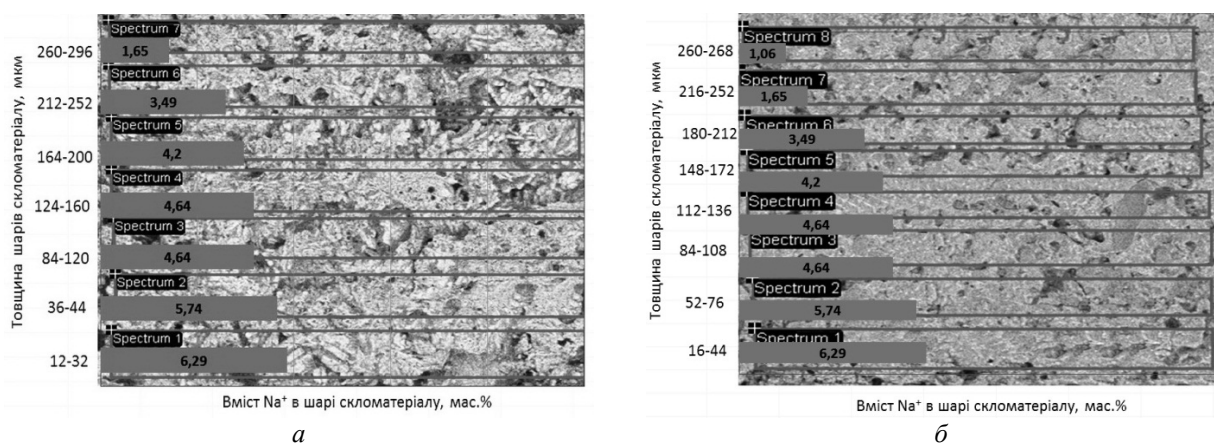 Товщина шарів скломатеріалу, мкм
Spectrum 7
260-296
1,65
Spectrum 6
212-252
3,49
Spectrum 5
164-200
4,2
Spectrum 4
124-160
4,64
Spectrum 3
84-120
4,64
Spectrum 2
36-44
5,74
Spectrum 1
12-32
6,29
Вміст Na⁺ в шарі скломатеріалу, мас.%
а
Товщина шарів скломатеріалу, мкм
Spectrum 8
260-268
1,06
Spectrum 7
216-252
1,65
Spectrum 6
180-212
3,49
Spectrum 5
148-172
4,2
Spectrum 4
112-136
4,64
Spectrum 3
84-108
4,64
Spectrum 2
52-76
5,74
Spectrum 1
16-44
6,29
Вміст Na⁺ в шарі скломатеріалу, мас.%
б